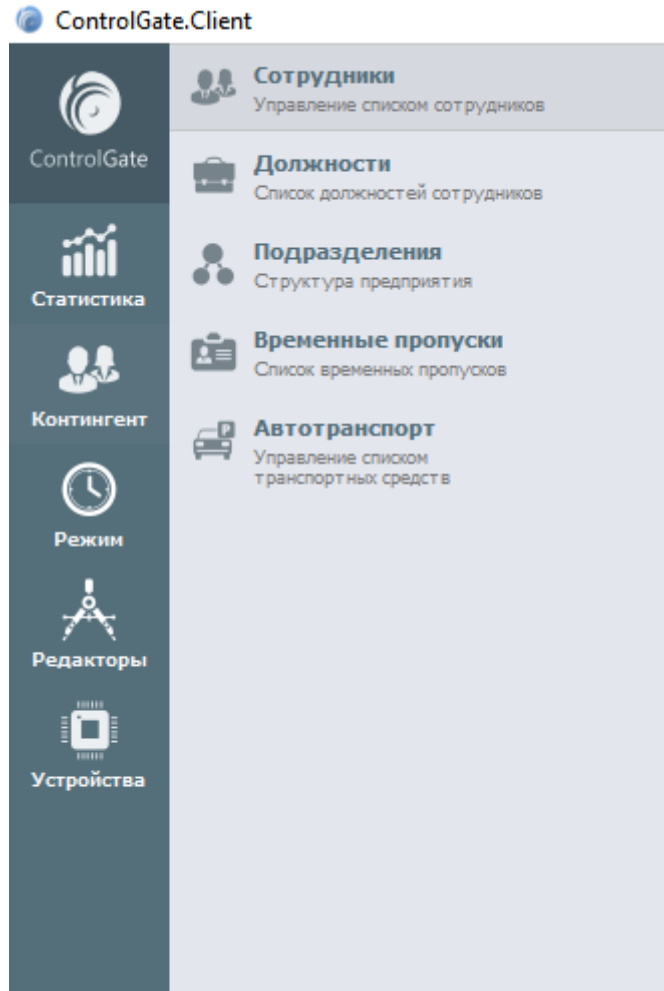 ControlGate.Client
ControlGate
Статистика
Контингент
Режим
Редакторы
Устройства
Сотрудники
Управление списком сотрудников
Должности
Список должностей сотрудников
Подразделения
Структура предприятия
Временные пропуски
Список временных пропусков
Автотранспорт
Управление списком
транспортных средств